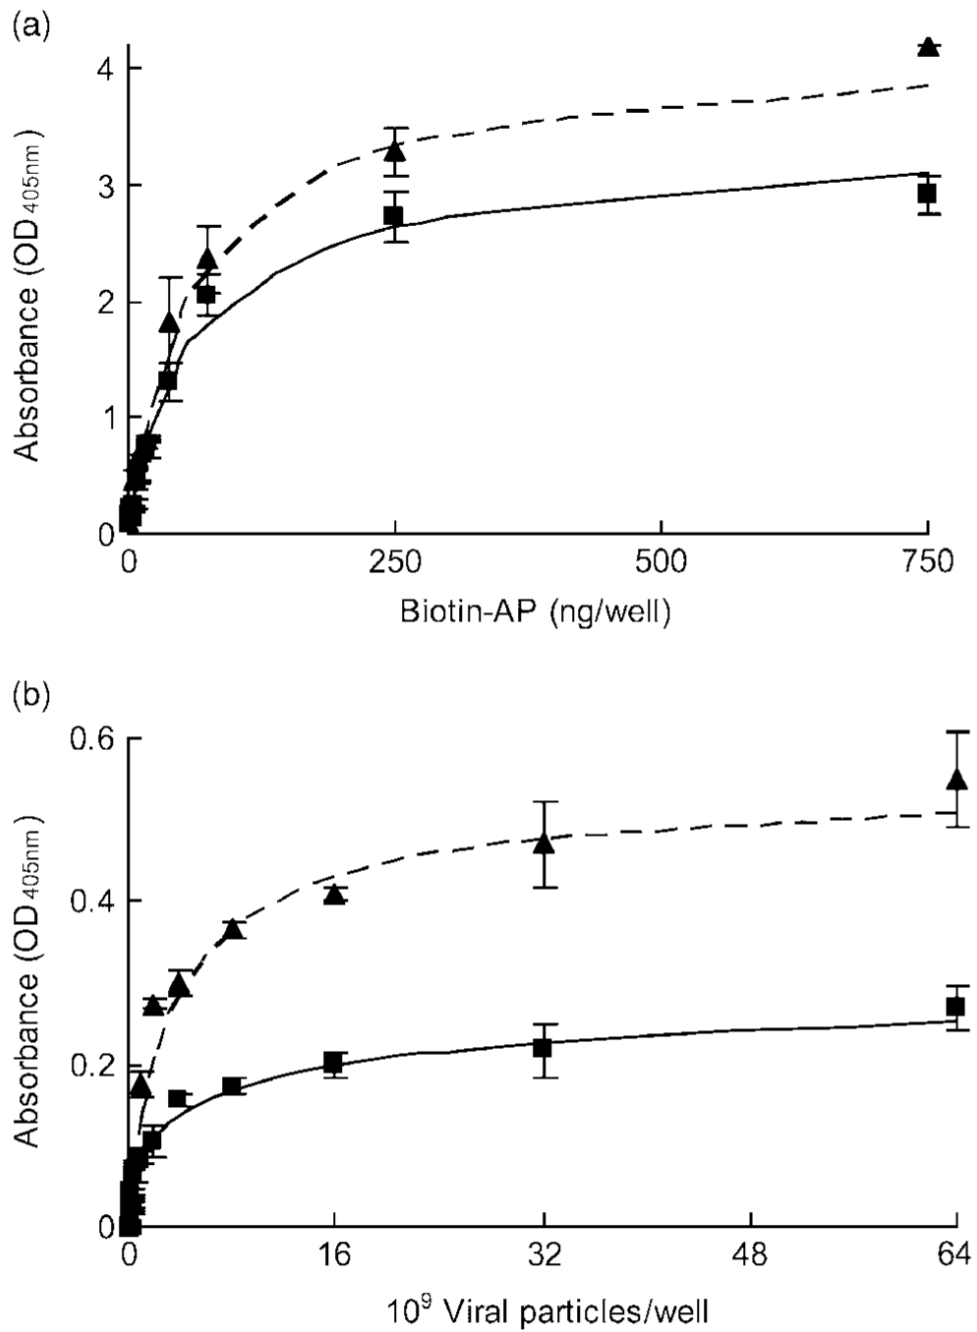 (a)
4
3
2
1
0
Absorbance (OD405nm)
0 250 500 750
Biotin-AP (ng/well)
(b)
0.6
0.4
0.2
0
Absorbance (OD405nm)
0 16 32 48 64
10⁹ Viral particles/well